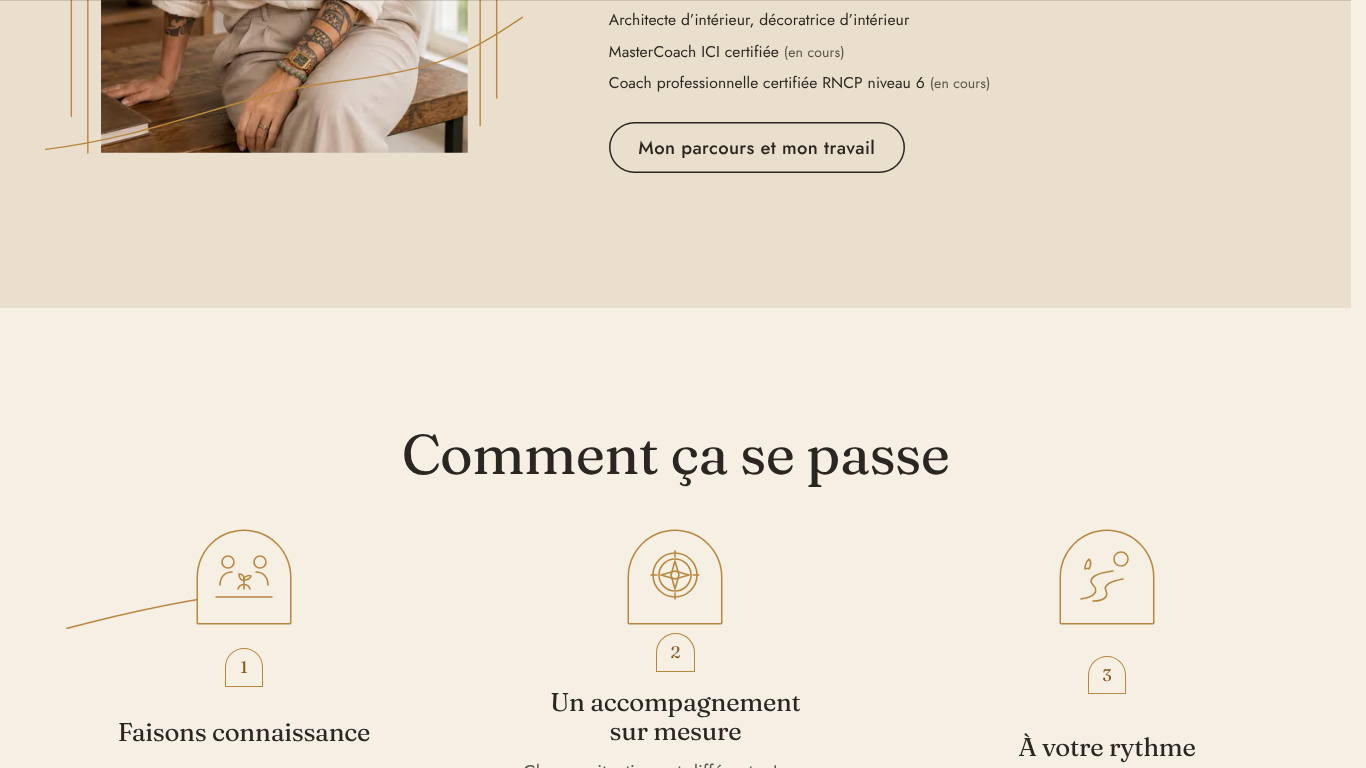 Architecte d’intérieur, décoratrice d’intérieur
MasterCoach ICI certifiée (en cours)
Coach professionnelle certifiée RNCP niveau 6 (en cours)
Mon parcours et mon travail
Comment ça se passe
1
Faisons connaissance
2
Un accompagnement
sur mesure
3
À votre rythme